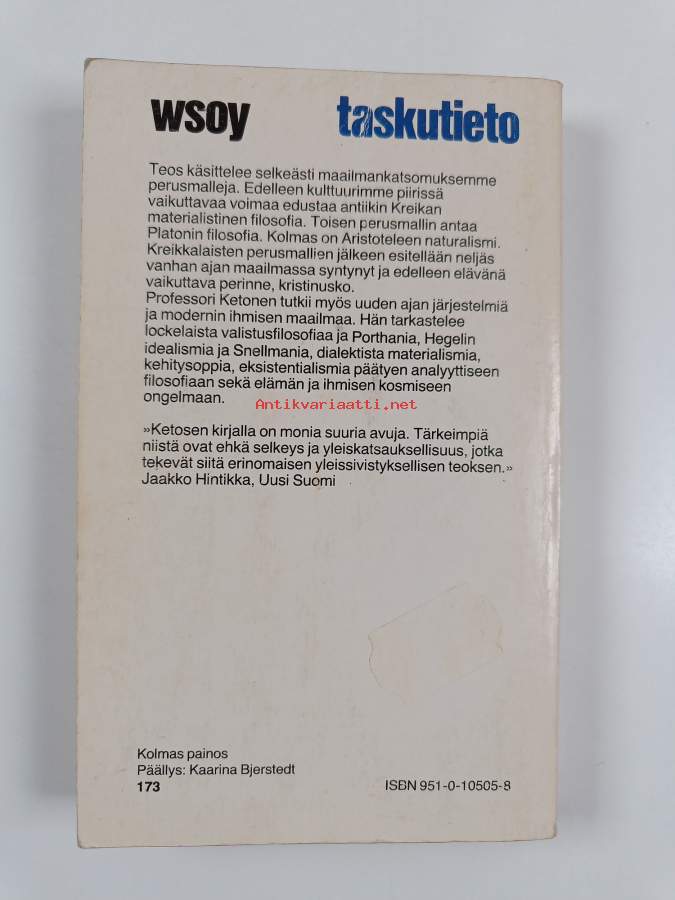 wsoy taskutieto
Teos käsittelee selkeästi maailmankatsomuksemme
perusmalleja. Edelleen kulttuurimme piirissä
vaikuttavaa voimaa edustaa antiikin Kreikan
materialistinen filosofia. Toisen perusmallin antaa
Platonin filosofia. Kolmas on Aristoteleen naturalismi.
Kreikkalaisten perusmallien jälkeen esitellään neljäs
vanhan ajan maailmassa syntynyt ja edelleen elävänä
vaikuttava perinne, kristinusko.
Professori Ketonen tutkii myös uuden ajan järjestelmiä
ja modernin ihmisen maailmaa. Hän tarkastelee
lockelaista valistusfilosofiaa ja Porthania, Hegelin
idealismia ja Snellmania, dialektista materialismia,
kehitysoppia, eksistentialismia päätyen analyyttiseen
filosofiaan sekä elämän ja ihmisen kosmiseen
ongelmaan.
Antikvariaatti.net
»Ketosen kirjalla on monia suuria avuja. Tärkeimpiä
niistä ovat ehkä selkeys ja yleiskatsauksellisuus, jotka
tekevät siitä erinomaisen yleissivistyksellisen teoksen.»
Jaakko Hintikka, Uusi Suomi
Kolmas painos
Päällys: Kaarina Bjerstedt
173 ISBN 951-0-10505-8